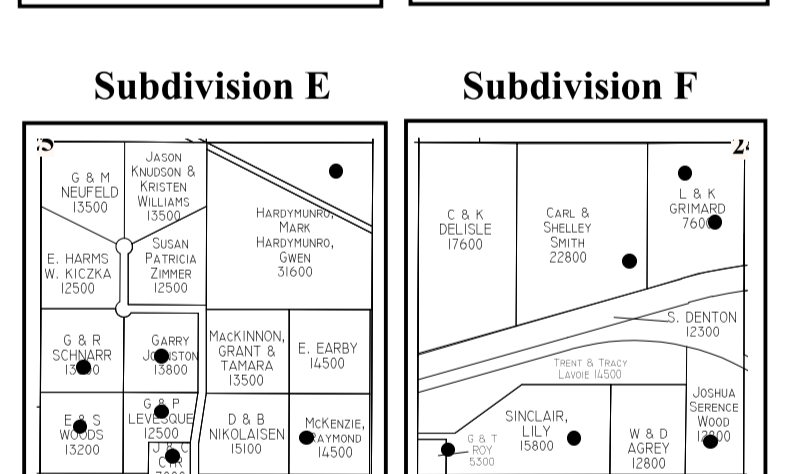 Subdivision E
Subdivision F
G & M
NEUFELD
13500
JASON
KNUDSON &
KRISTEN
WILLIAMS
13500
HARDYMUNRO,
MARK
HARDYMUNRO,
GWEN
31600
E. HARMS
W. KICZKA
12500
SUSAN
PATRICIA
ZIMMER
12500
G & R
SCHNARR
GARRY
13800
MACKINNON,
GRANT &
TAMARA
13500
E. EARBY
14500
E & S
WOODS
13200
G & P
LEVESQUE
12500
D & B
NIKOLAISEN
15100
MCKENZIE,
RAYMOND
14500
J & C
CYR
C & K
DELISLE
17600
CARL &
SHELLEY
SMITH
22800
L & K
GRIMARD
S. DENTON
12300
TRENT & TRACY
LAVOIE 14500
JOSHUA
SERENCE
WOOD
SINCLAIR,
LILY
15800
W & D
AGREY
12800
G & T
ROY
5300